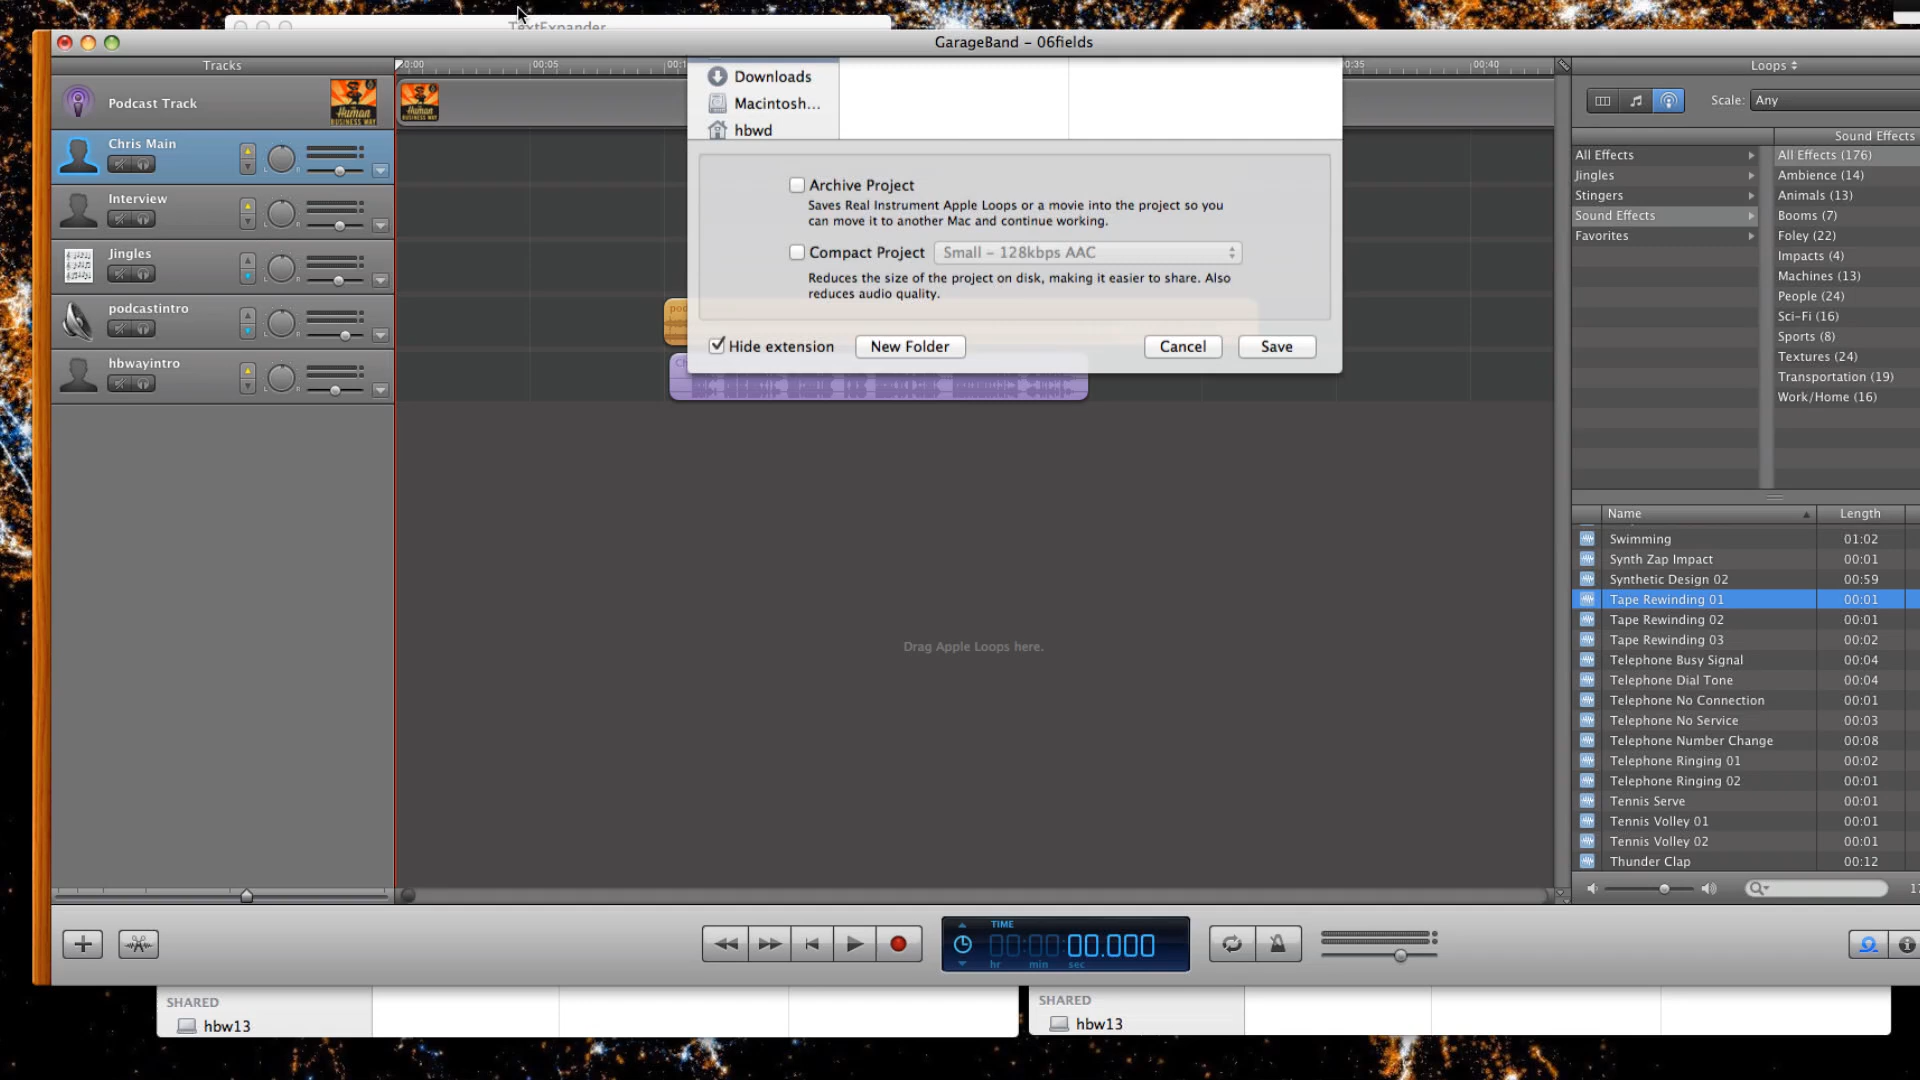 TextExpander
GarageBand – 06fields
Tracks
Podcast Track
HUMAN
BUSINESS WAY
Chris Main
Interview
Jingles
podcastintro
hbwayintro
00:05
00:40
Downloads
Macintosh...
hbwd
Archive Project
Saves Real Instrument Apple Loops or a movie into the project so you
can move it to another Mac and continue working.
Compact Project
Small – 128kbps AAC
Reduces the size of the project on disk, making it easier to share. Also
reduces audio quality.
Hide extension
New Folder
Cancel
Save
Drag Apple Loops here.
TIME
00:00:00.000
hr min sec
Loops
Scale: Any
Sound Effects
All Effects
Jingles
Stingers
Sound Effects
Favorites
All Effects (176)
Ambience (14)
Animals (13)
Booms (7)
Foley (22)
Impacts (4)
Machines (13)
People (24)
Sci-Fi (16)
Sports (8)
Textures (24)
Transportation (19)
Work/Home (16)
Name Length
Swimming 01:02
Synth Zap Impact 00:01
Synthetic Design 02 00:59
Tape Rewinding 01 00:01
Tape Rewinding 02 00:01
Tape Rewinding 03 00:02
Telephone Busy Signal 00:04
Telephone Dial Tone 00:04
Telephone No Connection 00:01
Telephone No Service 00:03
Telephone Number Change 00:08
Telephone Ringing 01 00:02
Telephone Ringing 02 00:01
Tennis Serve 00:01
Tennis Volley 01 00:01
Tennis Volley 02 00:01
Thunder Clap 00:12
SHARED
hbw13
SHARED
hbw13